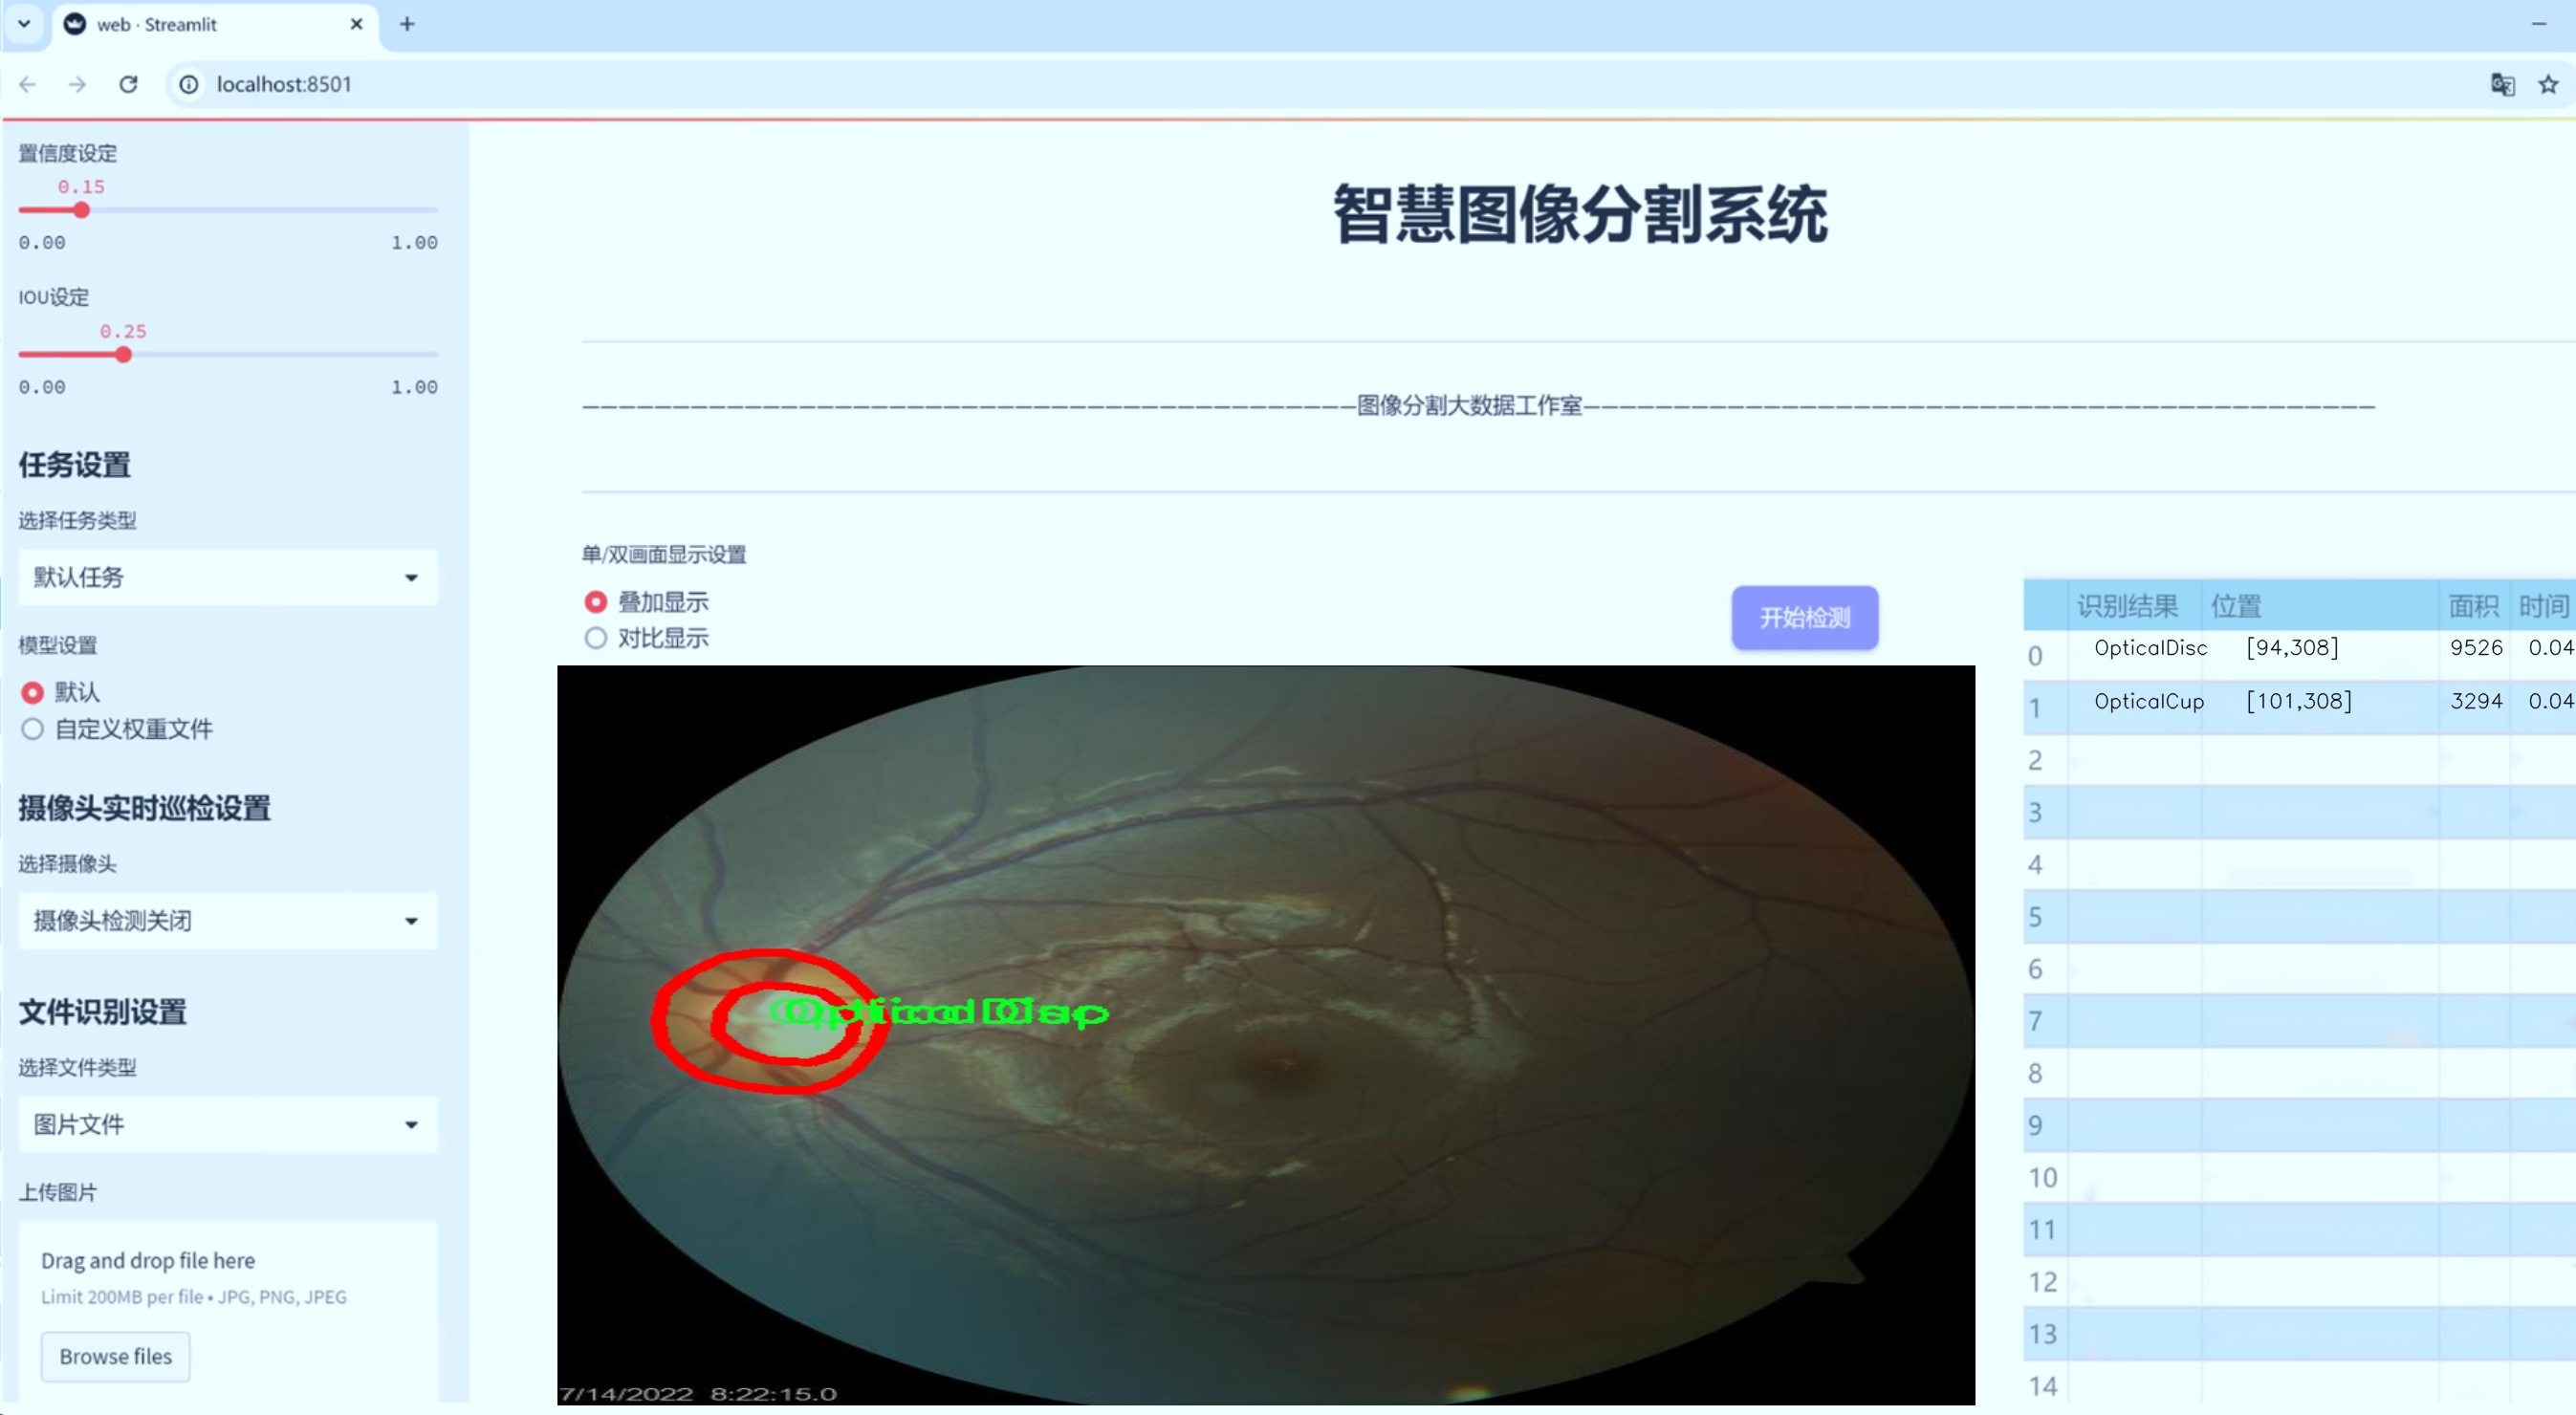 web · Streamlit
localhost:8501
置信度设定
0.15
0.00 1.00
IOU设定
0.25
0.00 1.00
任务设置
选择任务类型
默认任务
模型设置
默认
自定义权重文件
摄像头实时巡检设置
选择摄像头
摄像头检测关闭
文件识别设置
选择文件类型
图片文件
上传图片
Drag and drop file here
Limit 200MB per file • JPG, PNG, JPEG
Browse files
智慧图像分割系统
图像分割大数据工作室
单/双画面显示设置
叠加显示
对比显示
开始检测
7/14/2022 8:22:15.0
识别结果 位置 面积 时间
0 OpticalDisc [94,308] 9526 0.04
1 OpticalCup [101,308] 3294 0.04
2
3
4
5
6
7
8
9
10
11
12
13
14